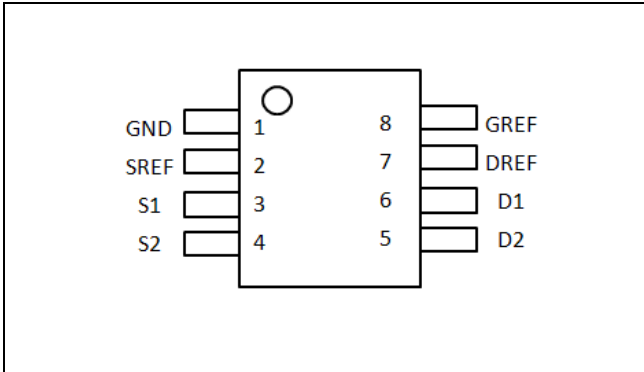 GND 1 8 GREF
SREF 2 7 DREF
S1 3 6 D1
S2 4 5 D2